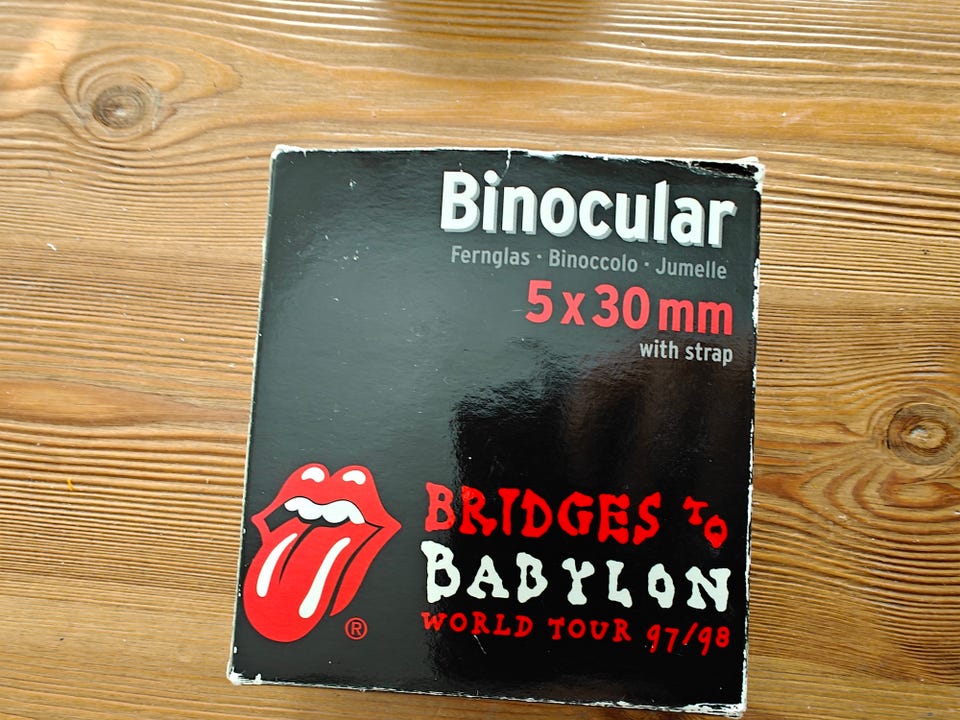 Binocular
Fernglas · Binoccolo · Jumelle
5 x 30 mm
with strap
BRIDGES TO
BABYLON
WORLD TOUR 97/98
®